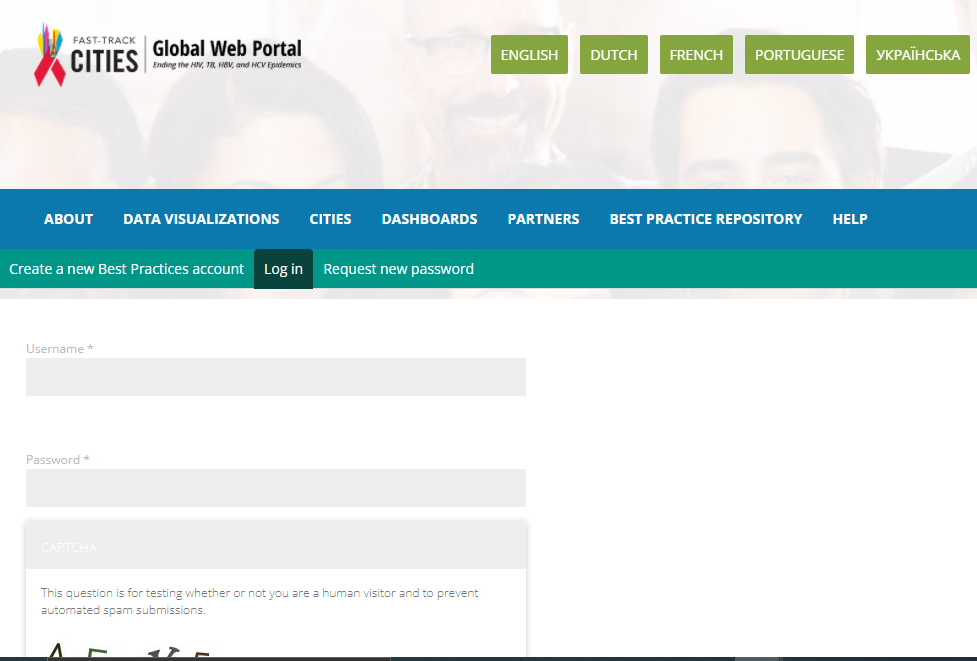 FAST-TRACK
CITIES
Global Web Portal
Ending the HIV, TB, HBV, and HCV Epidemics
ENGLISH
DUTCH
FRENCH
PORTUGUESE
УКРАЇНСЬКА
ABOUT
DATA VISUALIZATIONS
CITIES
DASHBOARDS
PARTNERS
BEST PRACTICE REPOSITORY
HELP
Create a new Best Practices account
Log in
Request new password
Username *
Password *
CAPTCHA
This question is for testing whether or not you are a human visitor and to prevent
automated spam submissions.